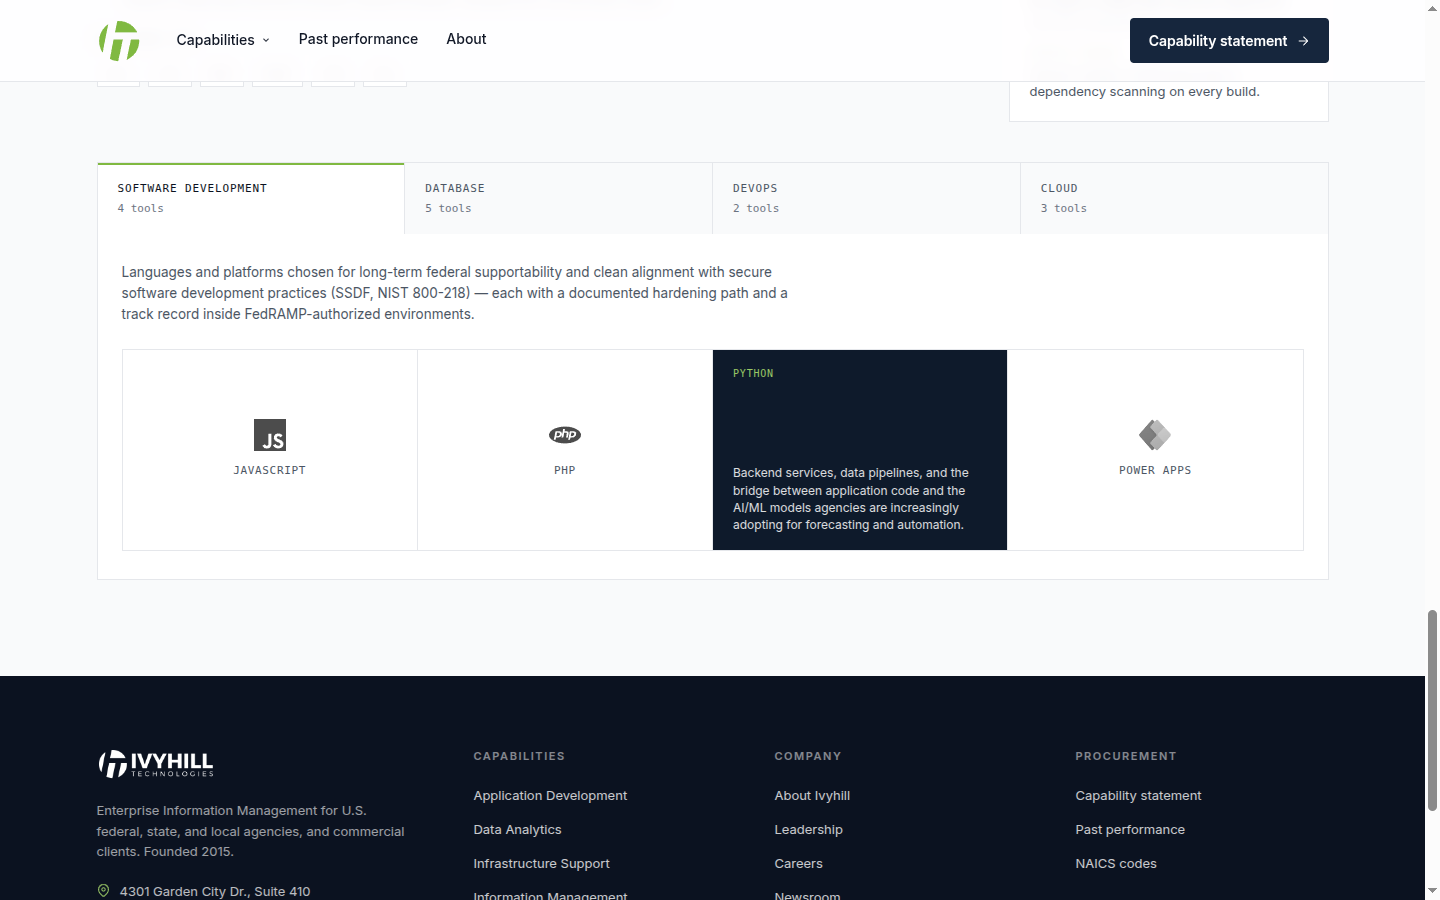 Capabilities
Past performance
About
Capability statement
dependency scanning on every build.
SOFTWARE DEVELOPMENT
4 tools
DATABASE
5 tools
DEVOPS
2 tools
CLOUD
3 tools
Languages and platforms chosen for long-term federal supportability and clean alignment with secure
software development practices (SSDF, NIST 800-218) — each with a documented hardening path and a
track record inside FedRAMP-authorized environments.
JS
JAVASCRIPT
php
PHP
PYTHON
Backend services, data pipelines, and the
bridge between application code and the
AI/ML models agencies are increasingly
adopting for forecasting and automation.
POWER APPS
IVYHILL
TECHNOLOGIES
Enterprise Information Management for U.S.
federal, state, and local agencies, and commercial
clients. Founded 2015.
4301 Garden City Dr., Suite 410
CAPABILITIES
Application Development
Data Analytics
Infrastructure Support
Information Management
COMPANY
About Ivyhill
Leadership
Careers
Newsroom
PROCUREMENT
Capability statement
Past performance
NAICS codes